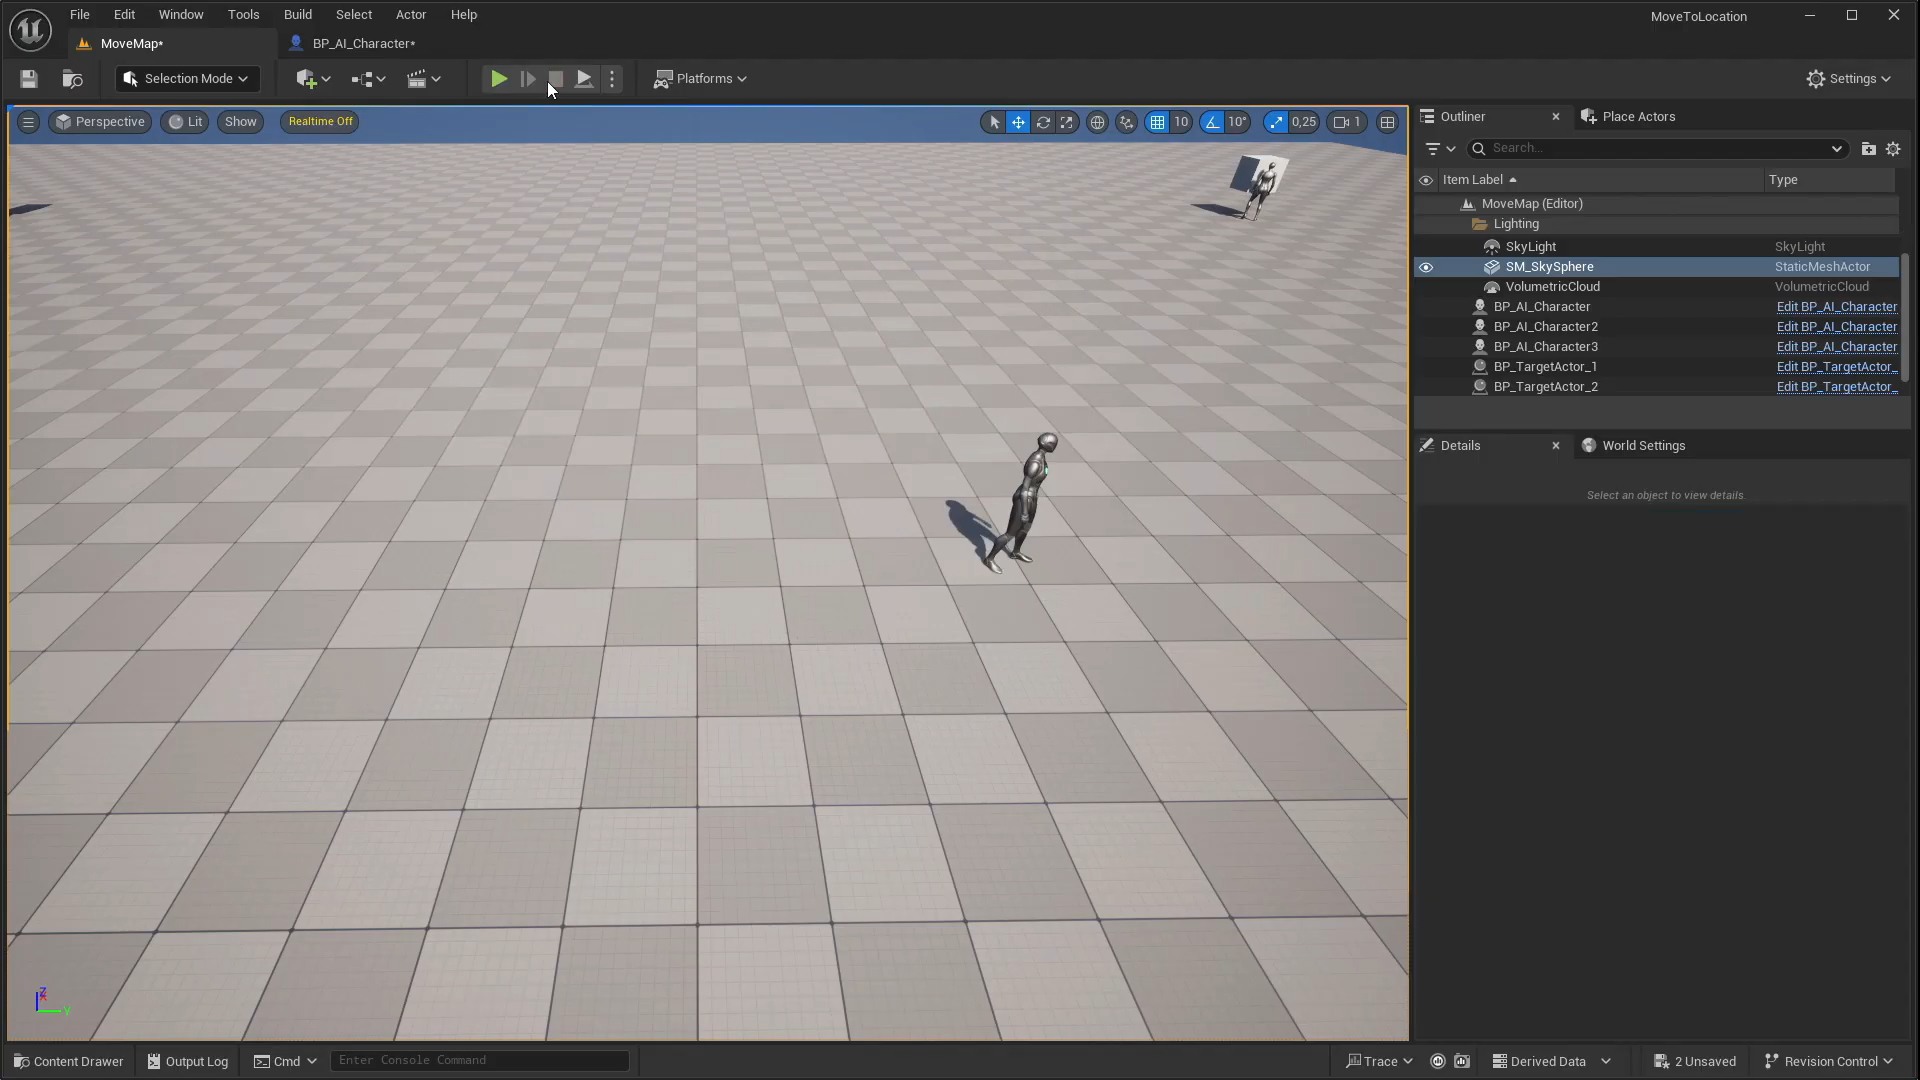 File Edit Window Tools Build Select Actor Help
MoveToLocation
MoveMap*
BP_AI_Character*
Selection Mode
Platforms
Settings
Perspective
Lit
Show
Realtime Off
10
10°
0,25
1
Outliner
Place Actors
Search...
Item Label
Type
MoveMap (Editor)
Lighting
SkyLight SkyLight
SM_SkySphere StaticMeshActor
VolumetricCloud VolumetricCloud
BP_AI_Character Edit BP_AI_Character
BP_AI_Character2 Edit BP_AI_Character
BP_AI_Character3 Edit BP_AI_Character
BP_TargetActor_1 Edit BP_TargetActor_
BP_TargetActor_2 Edit BP_TargetActor_
Details
World Settings
Select an object to view details.
Z
Y
Content Drawer
Output Log
Cmd
Enter Console Command
Trace
Derived Data
2 Unsaved
Revision Control